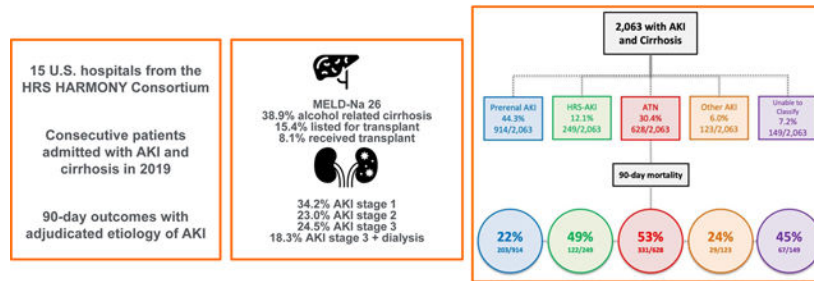 15 U.S. hospitals from the
HRS HARMONY Consortium
Consecutive patients
admitted with AKI and
cirrhosis in 2019
90-day outcomes with
adjudicated etiology of AKI
MELD-Na 26
38.9% alcohol related cirrhosis
15.4% listed for transplant
8.1% received transplant
34.2% AKI stage 1
23.0% AKI stage 2
24.5% AKI stage 3
18.3% AKI stage 3 + dialysis
2,063 with AKI
and Cirrhosis
Prerenal AKI
44.3%
914/2,063
HRS-AKI
12.1%
249/2,063
ATN
30.4%
628/2,063
Other AKI
6.0%
123/2,063
Unable to
Classify
7.2%
149/2,063
90-day mortality
22%
203/914
49%
122/249
53%
331/628
24%
29/123
45%
67/149